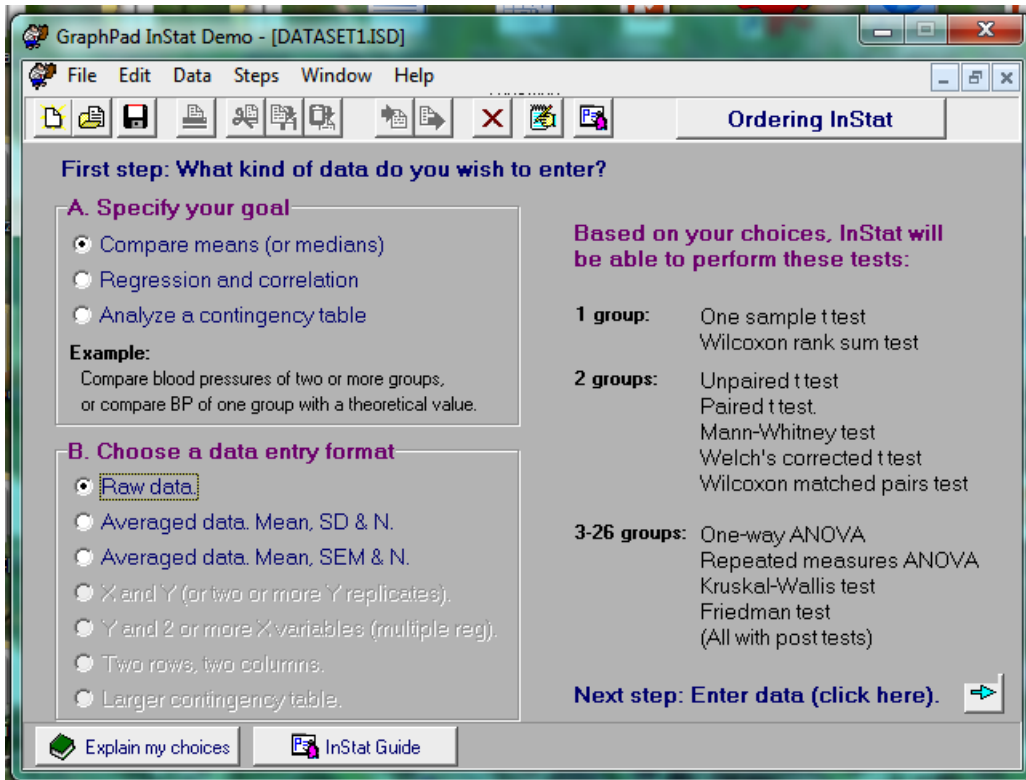 GraphPad InStat Demo - [DATASET1.ISD]
File Edit Data Steps Window Help
Ordering InStat
First step: What kind of data do you wish to enter?
A. Specify your goal
Compare means (or medians)
Regression and correlation
Analyze a contingency table
Example:
Compare blood pressures of two or more groups,
or compare BP of one group with a theoretical value.
B. Choose a data entry format
Raw data.
Averaged data. Mean, SD & N.
Averaged data. Mean, SEM & N.
X and Y (or two or more Y replicates).
Y and 2 or more X variables (multiple reg).
Two rows, two columns.
Larger contingency table.
Based on your choices, InStat will
be able to perform these tests:
1 group: One sample t test
Wilcoxon rank sum test
2 groups: Unpaired t test
Paired t test.
Mann-Whitney test
Welch's corrected t test
Wilcoxon matched pairs test
3-26 groups: One-way ANOVA
Repeated measures ANOVA
Kruskal-Wallis test
Friedman test
(All with post tests)
Next step: Enter data (click here).
Explain my choices
InStat Guide